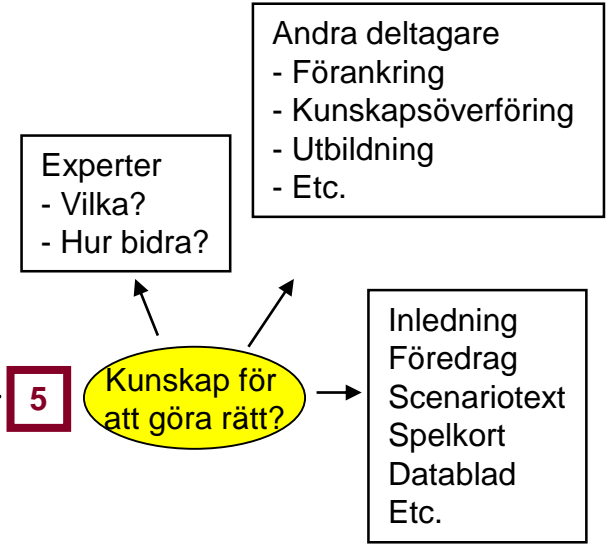 Andra deltagare
- Förankring
- Kunskapsöverföring
- Utbildning
- Etc.
Experter
- Vilka?
- Hur bidra?
5
Kunskap för
att göra rätt?
Inledning
Föredrag
Scenariotext
Spelkort
Datablad
Etc.